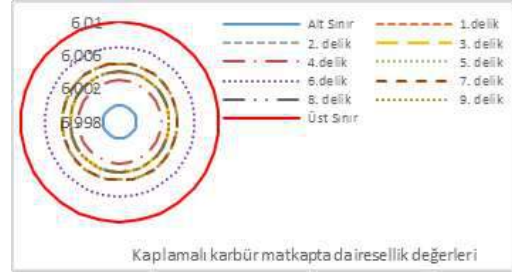 6,01
6,006
6,002
5,998
Alt Sınır
1.delik
2. delik
3. delik
4.delik
5. delik
6.delik
7. delik
8. delik
9. delik
Üst Sınır
Kaplamalı karbür matkapta dairesellik değerleri